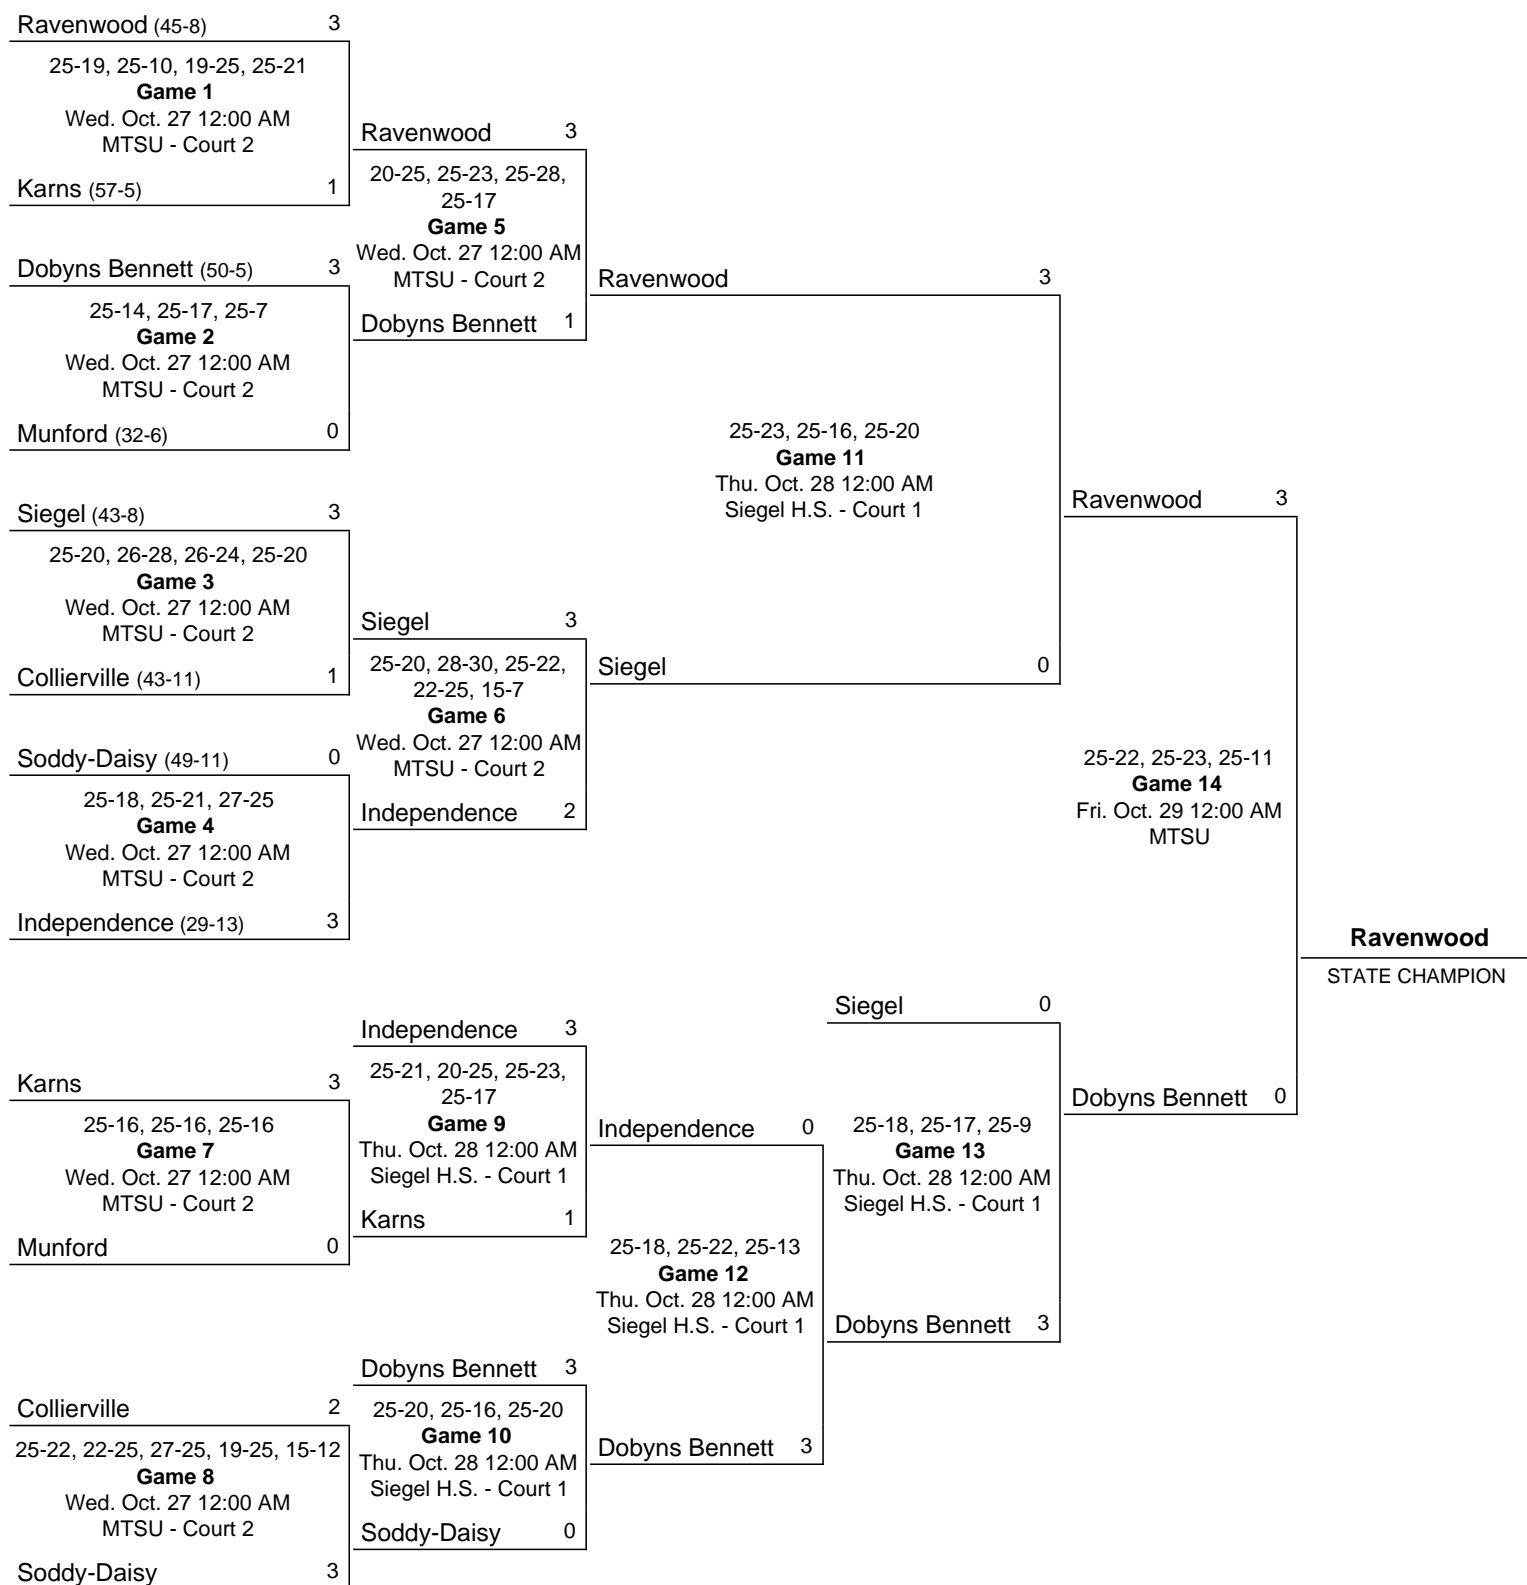 Ravenwood (45-8) 3
25-19, 25-10, 19-25, 25-21
Game 1
Wed. Oct. 27 12:00 AM
MTSU - Court 2
Karns (57-5) 1
Dobyns Bennett (50-5) 3
25-14, 25-17, 25-7
Game 2
Wed. Oct. 27 12:00 AM
MTSU - Court 2
Munford (32-6) 0
Siegel (43-8) 3
25-20, 26-28, 26-24, 25-20
Game 3
Wed. Oct. 27 12:00 AM
MTSU - Court 2
Collierville (43-11) 1
Soddy-Daisy (49-11) 0
25-18, 25-21, 27-25
Game 4
Wed. Oct. 27 12:00 AM
MTSU - Court 2
Independence (29-13) 3
Karns 3
25-16, 25-16, 25-16
Game 7
Wed. Oct. 27 12:00 AM
MTSU - Court 2
Munford 0
Collierville 2
25-22, 22-25, 27-25, 19-25, 15-12
Game 8
Wed. Oct. 27 12:00 AM
MTSU - Court 2
Soddy-Daisy 3
Ravenwood 3
20-25, 25-23, 25-28,
25-17
Game 5
Wed. Oct. 27 12:00 AM
MTSU - Court 2
Dobyns Bennett 1
Siegel 3
25-20, 28-30, 25-22,
22-25, 15-7
Game 6
Wed. Oct. 27 12:00 AM
MTSU - Court 2
Independence 2
Independence 3
25-21, 20-25, 25-23,
25-17
Game 9
Thu. Oct. 28 12:00 AM
Siegel H.S. - Court 1
Karns 1
Dobyns Bennett 3
25-20, 25-16, 25-20
Game 10
Thu. Oct. 28 12:00 AM
Siegel H.S. - Court 1
Soddy-Daisy 0
Ravenwood 3
25-23, 25-16, 25-20
Game 11
Thu. Oct. 28 12:00 AM
Siegel H.S. - Court 1
Siegel 0
Independence 0
25-18, 25-22, 25-13
Game 12
Thu. Oct. 28 12:00 AM
Siegel H.S. - Court 1
Dobyns Bennett 3
Siegel 0
25-18, 25-17, 25-9
Game 13
Thu. Oct. 28 12:00 AM
Siegel H.S. - Court 1
Dobyns Bennett 3
Ravenwood 3
25-22, 25-23, 25-11
Game 14
Fri. Oct. 29 12:00 AM
MTSU
Dobyns Bennett 0
Ravenwood
STATE CHAMPION